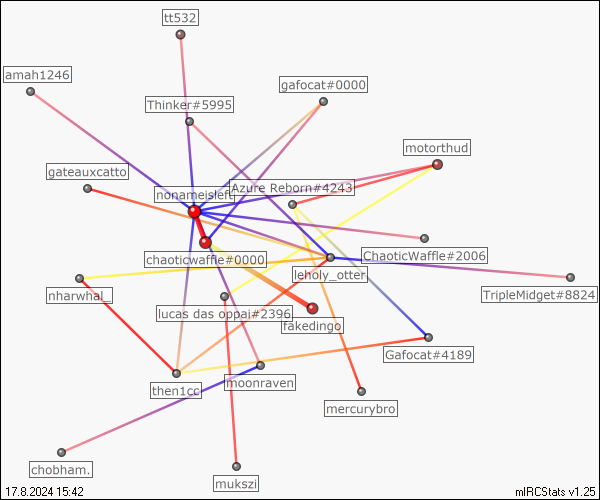 tt532
amah1246
gafocat#0000
Thinker#5995
motorthud
gateauxcatto
Azure Reborn#4243
nonameisleft
ChaoticWaffle#2006
chaoticwaffle#0000
leholy_otter
TripleMidget#8824
nharwhal_
lucas das oppai#2396
fakedingo
Gafocat#4189
moonraven
then1cc
mercurybro
chobham.
mukszi
17.8.2024 15:42
mIRCStats v1.25